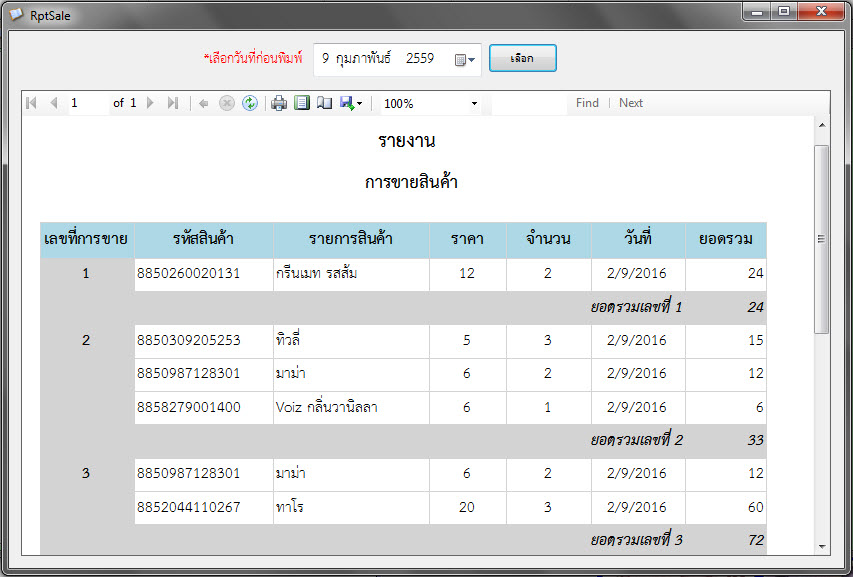 RptSale
*เลือกวันที่ก่อนพิมพ์ 9 กุมภาพันธ์ 2559 เลือก
1 of 1 100% Find | Next
รายงาน
การขายสินค้า
เลขที่การขาย รหัสสินค้า รายการสินค้า ราคา จำนวน วันที่ ยอดรวม
1 8850260020131 กรีนเมท รสส้ม 12 2 2/9/2016 24
ยอดรวมเลขที่ 1 24
2 8850309205253 ทิวลี่ 5 3 2/9/2016 15
8850987128301 มาม่า 6 2 2/9/2016 12
8858279001400 Voiz กลิ่นวานิลลา 6 1 2/9/2016 6
ยอดรวมเลขที่ 2 33
3 8850987128301 มาม่า 6 2 2/9/2016 12
8852044110267 ทาโร 20 3 2/9/2016 60
ยอดรวมเลขที่ 3 72